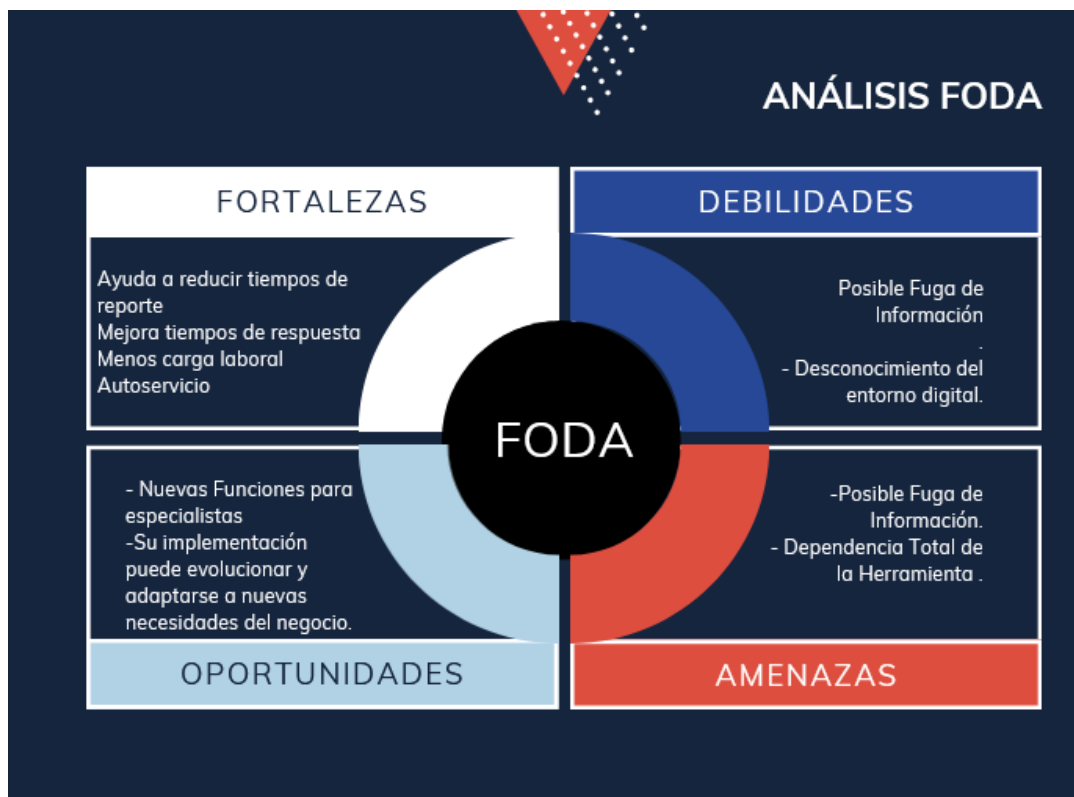 ANÁLISIS FODA
FORTALEZAS
Ayuda a reducir tiempos de
reporte
Mejora tiempos de respuesta
Menos carga laboral
Autoservicio
DEBILIDADES
Posible Fuga de
Información
.
- Desconocimiento del
entorno digital.
FODA
- Nuevas Funciones para
especialistas
-Su implementación
puede evolucionar y
adaptarse a nuevas
necesidades del negocio.
OPORTUNIDADES
-Posible Fuga de
Información.
- Dependencia Total de
la Herramienta .
AMENAZAS